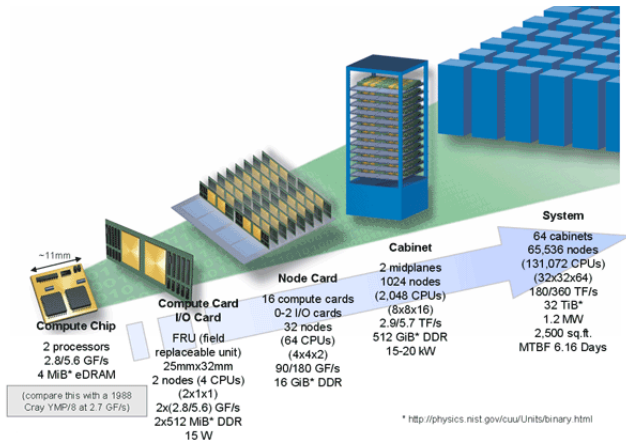 ~11mm
Compute Chip
2 processors
2.8/5.6 GF/s
4 MiB* eDRAM
(compare this with a 1988
Cray YMP/8 at 2.7 GF/s)
Compute Card
I/O Card
FRU (field
replaceable unit)
25mmx32mm
2 nodes (4 CPUs)
(2x1x1)
2x(2.8/5.6) GF/s
2x512 MiB* DDR
15 W
Node Card
16 compute cards
0-2 I/O cards
32 nodes
(64 CPUs)
(4x4x2)
90/180 GF/s
16 GiB* DDR
Cabinet
2 midplanes
1024 nodes
(2,048 CPUs)
(8x8x16)
2.9/5.7 TF/s
512 GiB* DDR
15-20 kW
System
64 cabinets
65,536 nodes
(131,072 CPUs)
(32x32x64)
180/360 TF/s
32 TiB*
1.2 MW
2,500 sq.ft.
MTBF 6.16 Days
* http://physics.nist.gov/cuu/Units/binary.html